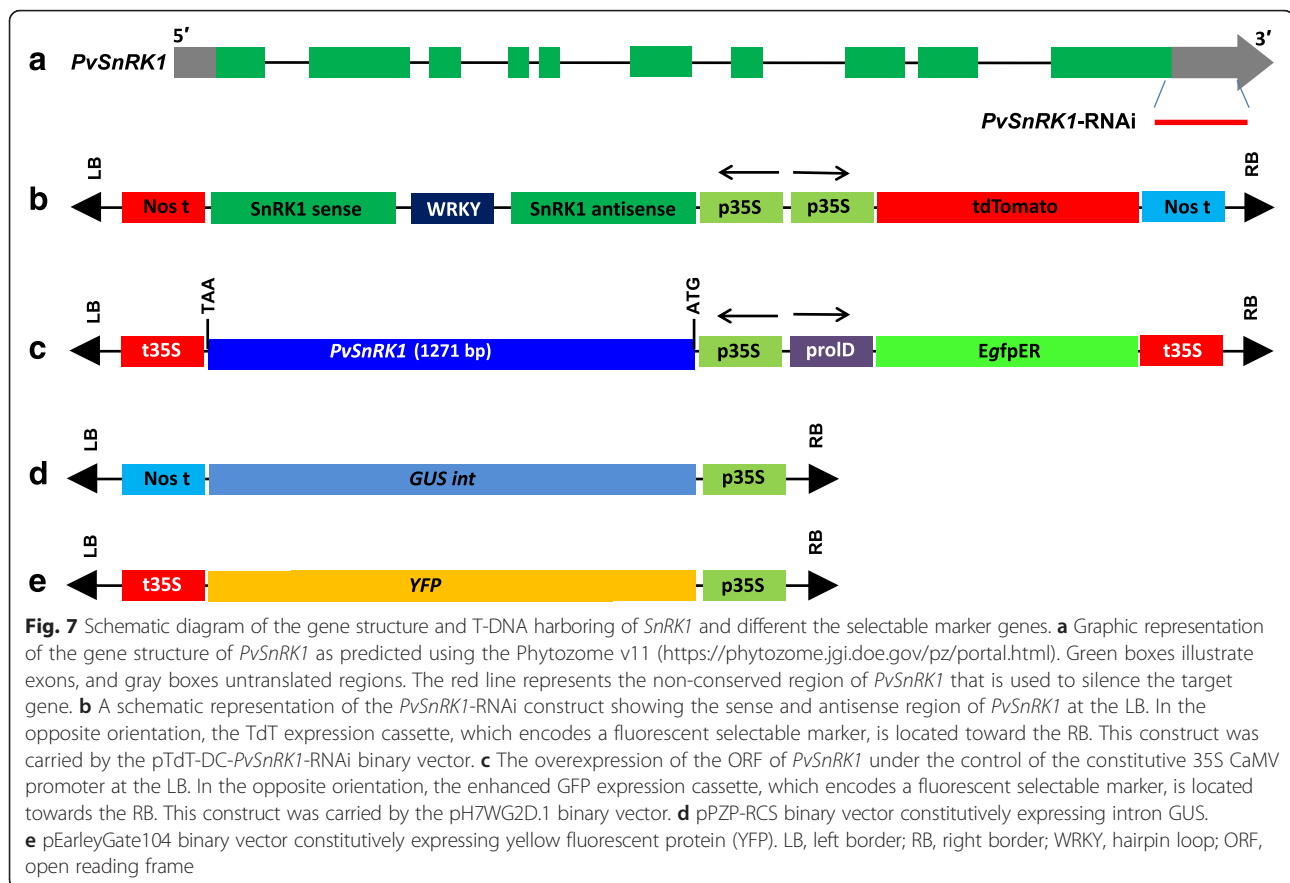 5′
3′
a PvSnRK1
PvSnRK1-RNAi
LB
RB
b Nos t SnRK1 sense WRKY SnRK1 antisense p35S p35S tdTomato Nos t
LB
TAA
ATG
RB
c t35S PvSnRK1 (1271 bp) p35S prolD EgfpER t35S
LB
RB
d Nos t GUS int p35S
LB
RB
e t35S YFP p35S
Fig. 7 Schematic diagram of the gene structure and T-DNA harboring of SnRK1 and different the selectable marker genes. a Graphic representation
of the gene structure of PvSnRK1 as predicted using the Phytozome v11 (https://phytozome.jgi.doe.gov/pz/portal.html). Green boxes illustrate
exons, and gray boxes untranslated regions. The red line represents the non-conserved region of PvSnRK1 that is used to silence the target
gene. b A schematic representation of the PvSnRK1-RNAi construct showing the sense and antisense region of PvSnRK1 at the LB. In the
opposite orientation, the TdT expression cassette, which encodes a fluorescent selectable marker, is located toward the RB. This construct was
carried by the pTdT-DC-PvSnRK1-RNAi binary vector. c The overexpression of the ORF of PvSnRK1 under the control of the constitutive 35S CaMV
promoter at the LB. In the opposite orientation, the enhanced GFP expression cassette, which encodes a fluorescent selectable marker, is located
towards the RB. This construct was carried by the pH7WG2D.1 binary vector. d pPZP-RCS binary vector constitutively expressing intron GUS.
e pEarleyGate104 binary vector constitutively expressing yellow fluorescent protein (YFP). LB, left border; RB, right border; WRKY, hairpin loop; ORF,
open reading frame